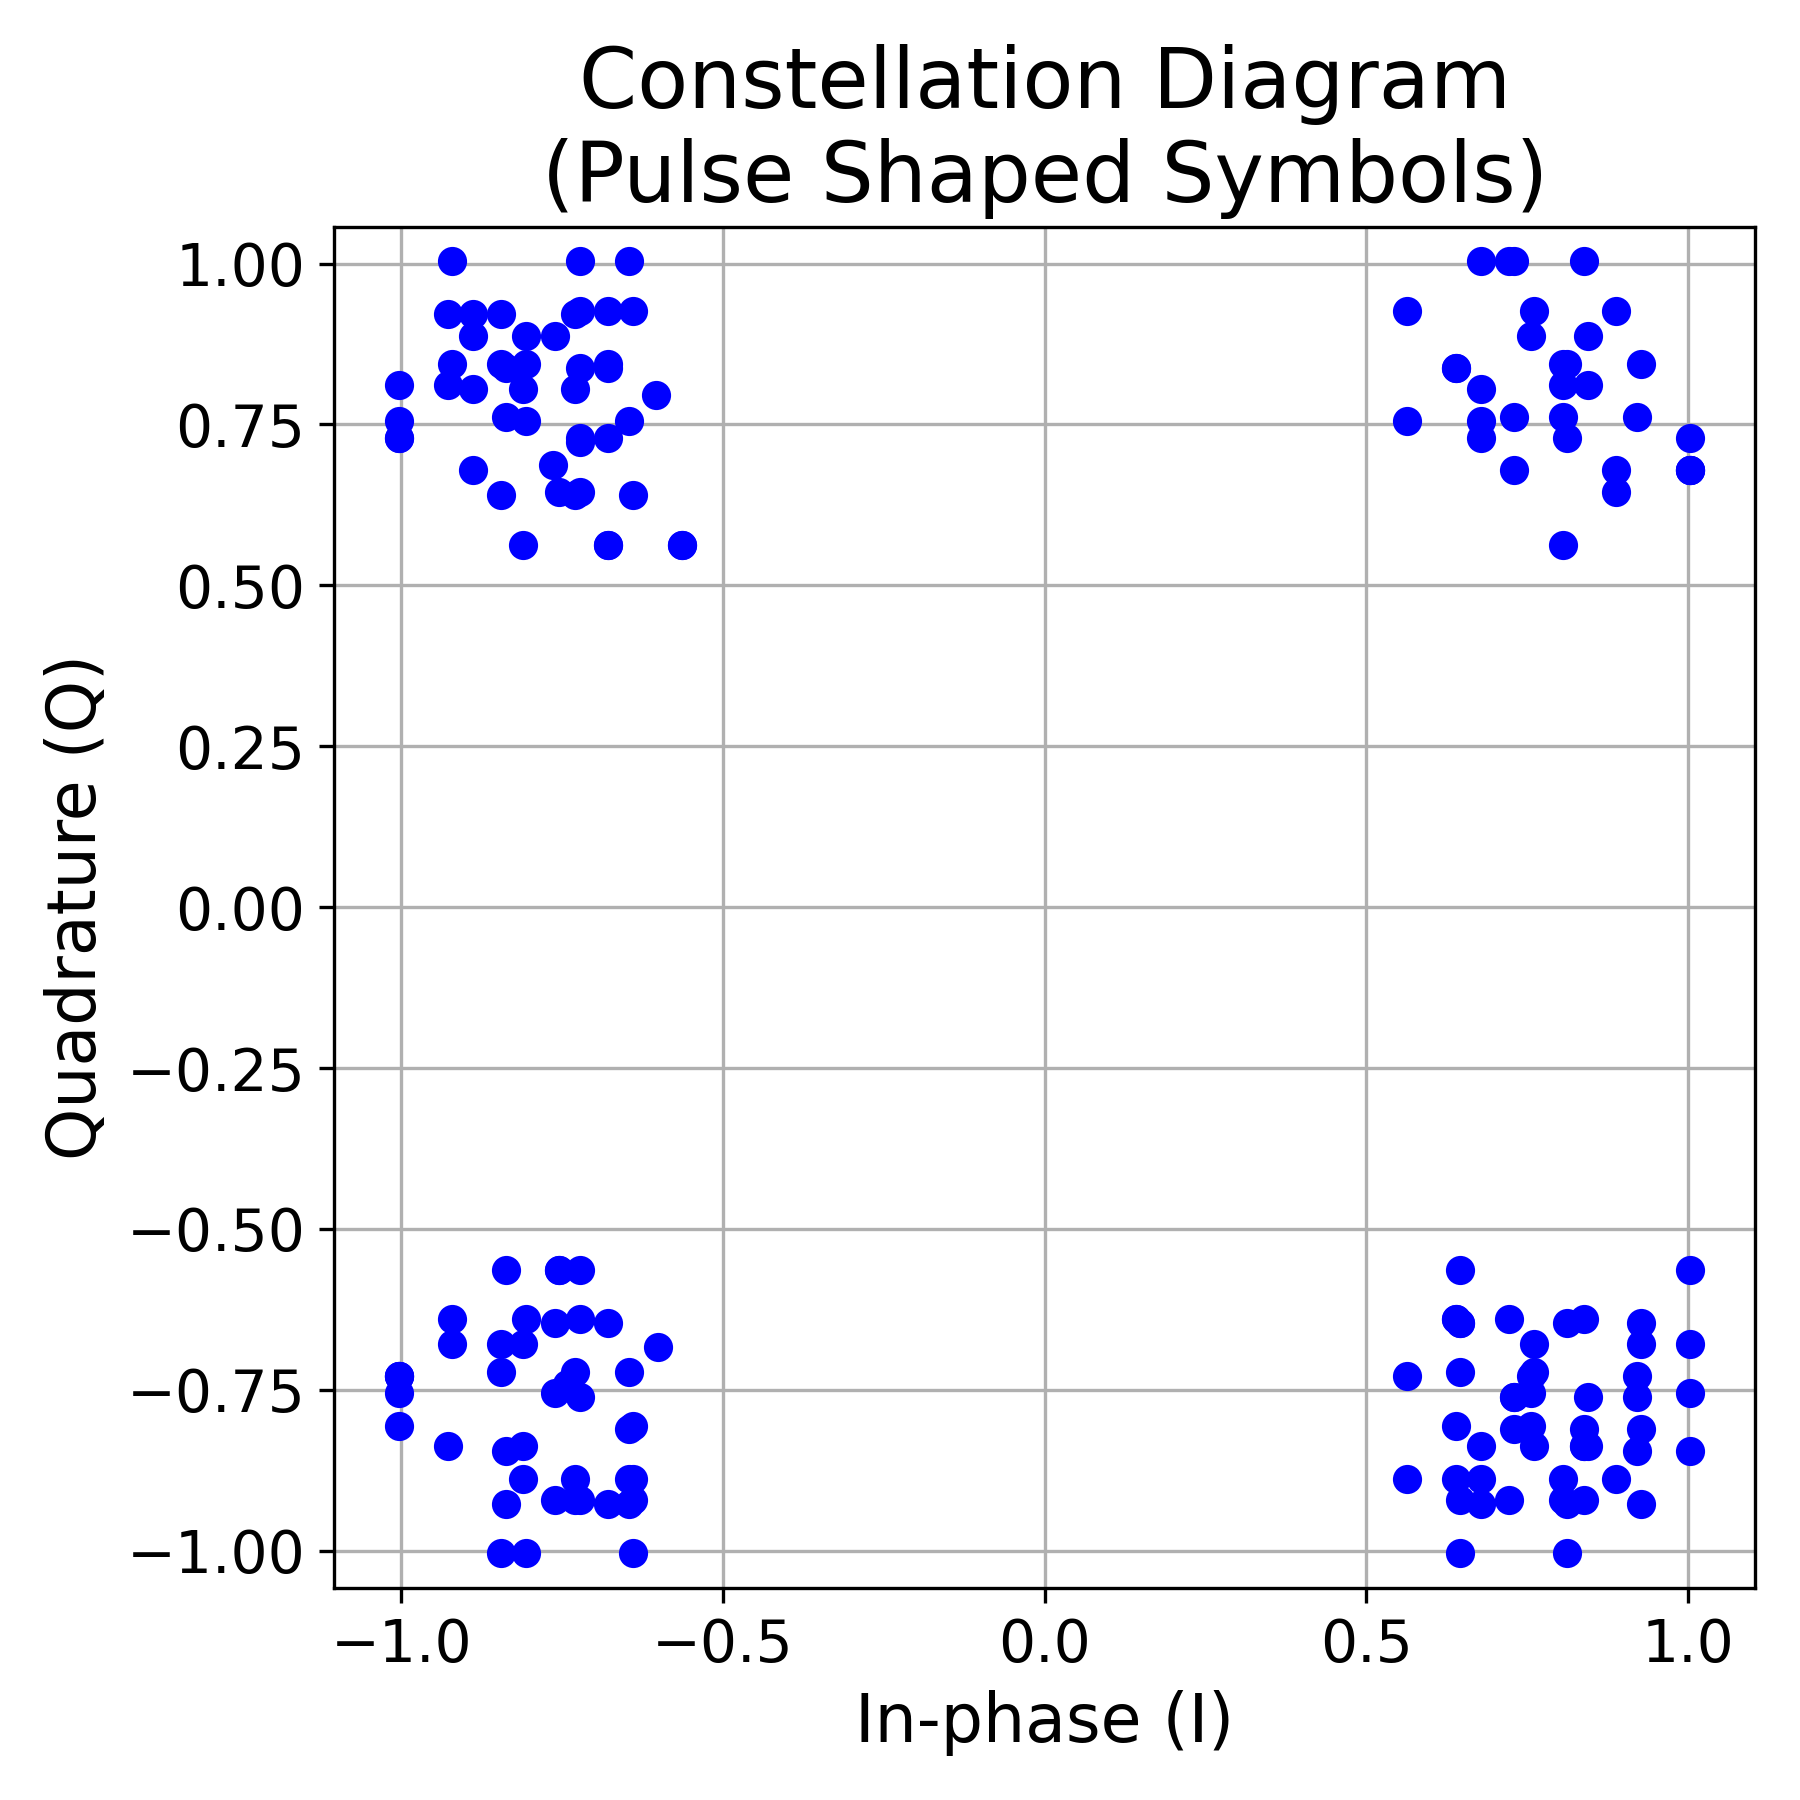 Constellation Diagram
(Pulse Shaped Symbols)
1.00
0.75
0.50
0.25
0.00
−0.25
−0.50
−0.75
−1.00
Quadrature (Q)
−1.0 −0.5 0.0 0.5 1.0
In-phase (I)